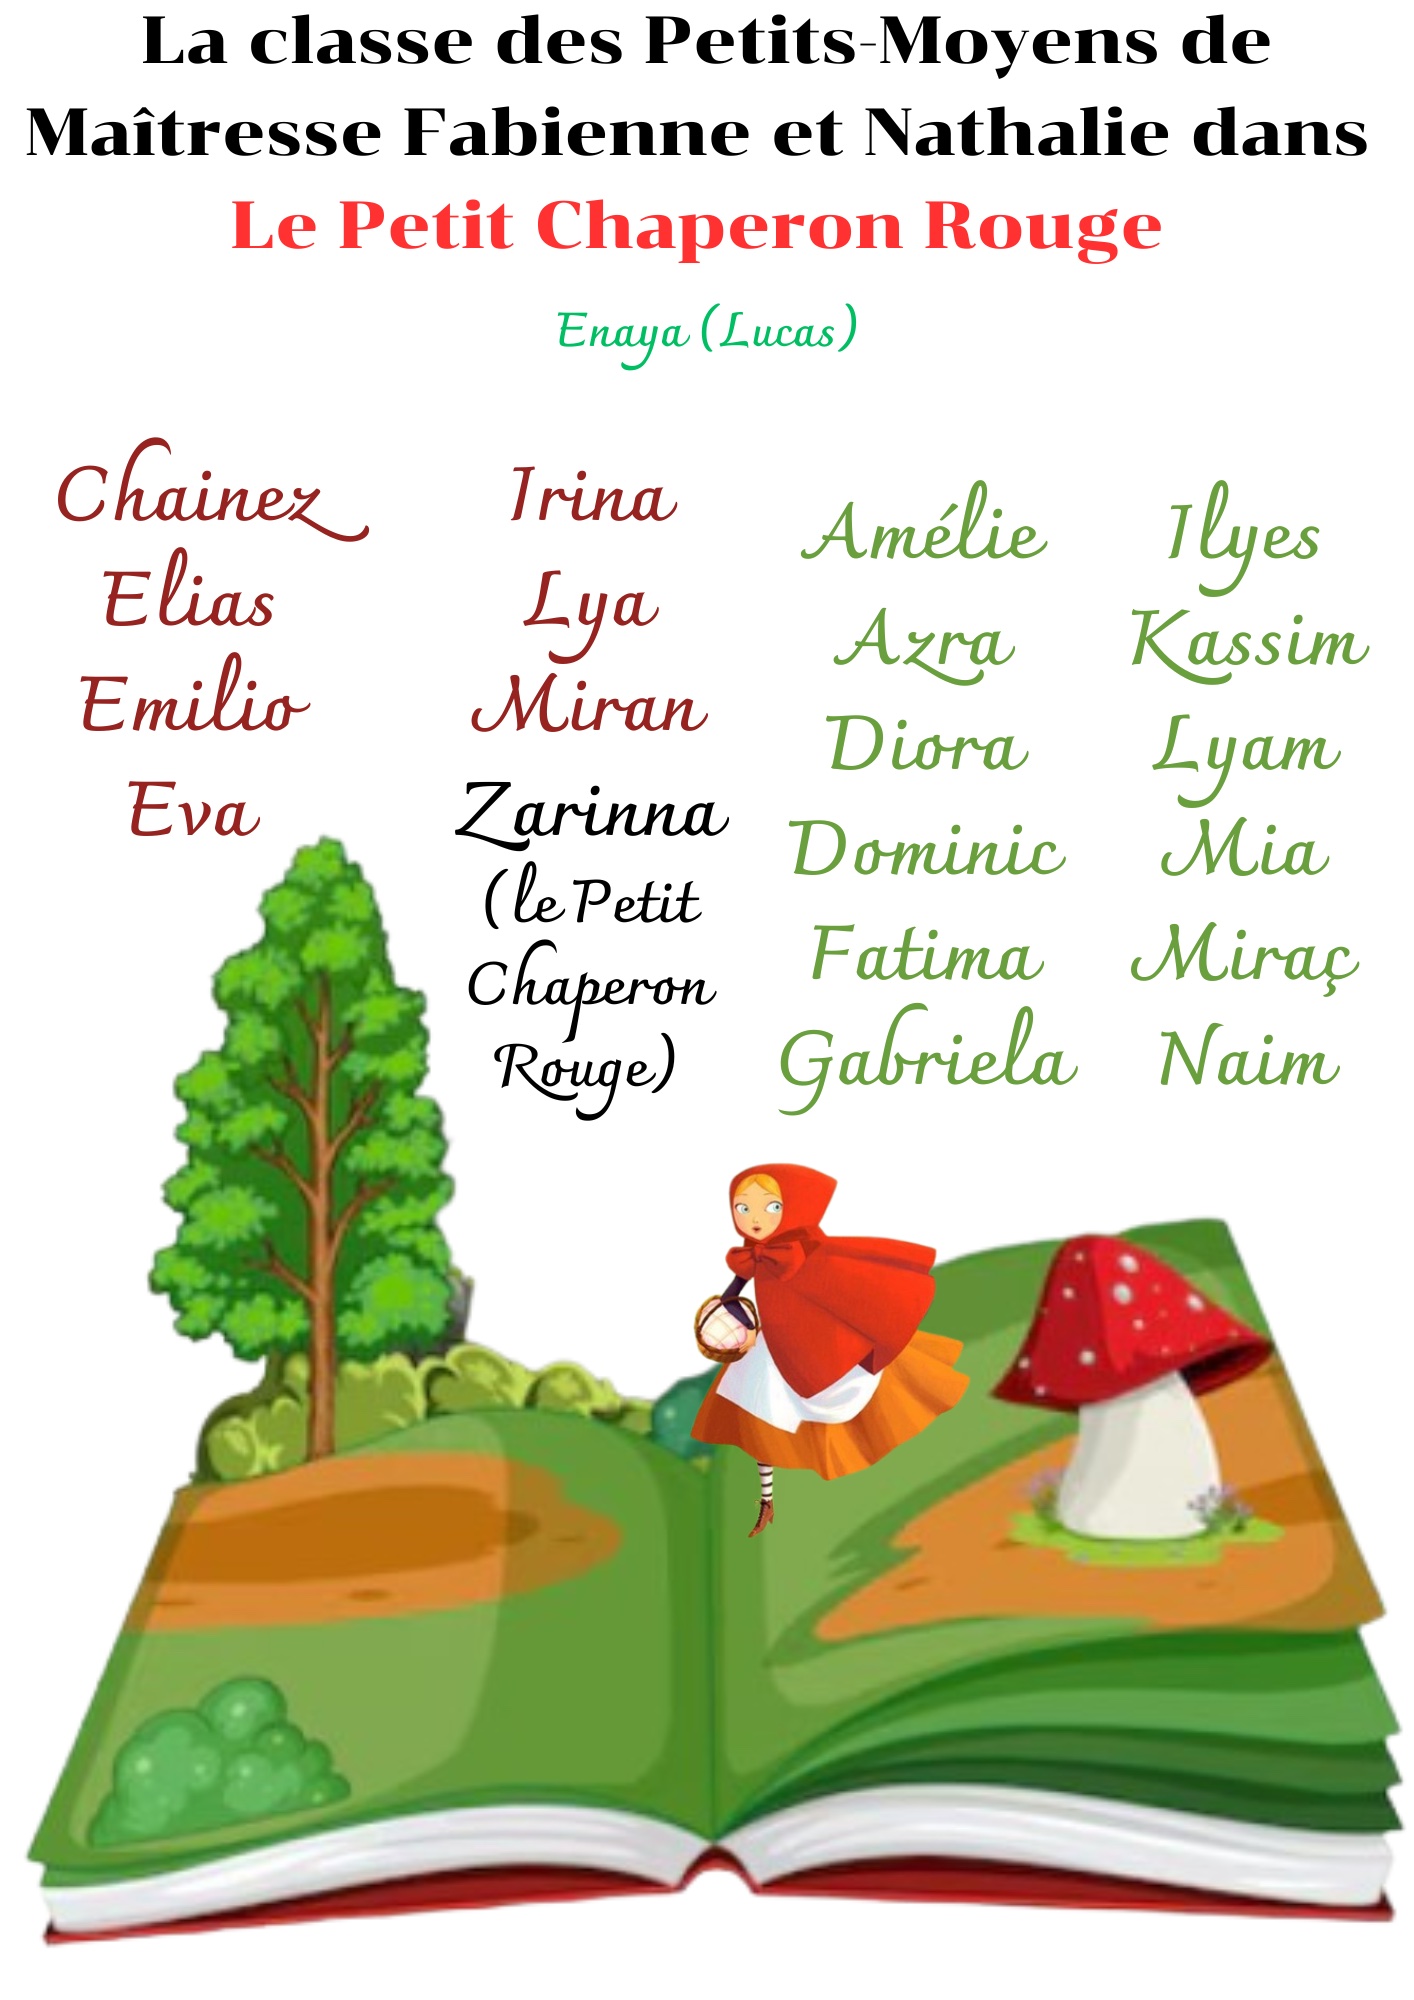 La classe des Petits-Moyens de
Maîtresse Fabienne et Nathalie dans
Le Petit Chaperon Rouge
Enaya (Lucas)
Chainez
Elias
Emilio
Eva
Irina
Lya
Miran
Zarinna
(le Petit
Chaperon
Rouge)
Amélie
Azra
Diora
Dominic
Fatima
Gabriela
Ilyes
Kassim
Lyam
Mia
Miraç
Naim